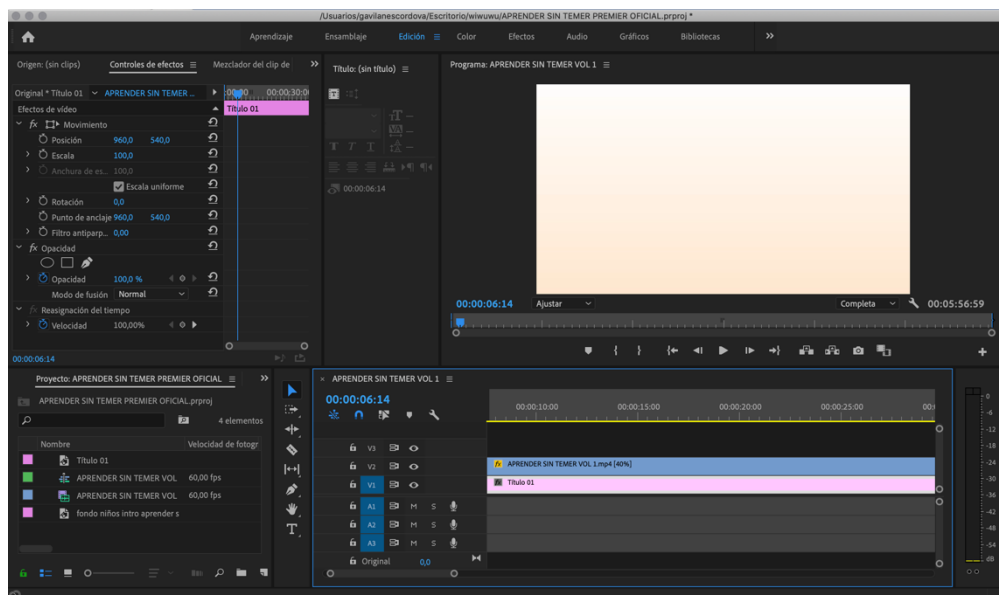 /Usuarios/gavilanescordova/Escritorio/wiwuwu/APRENDER SIN TEMER PREMIER OFICIAL.prproj *
Aprendizaje Ensamblaje Edición Color Efectos Audio Gráficos Bibliotecas
Origen: (sin clips) Controles de efectos Mezclador del clip de
Original * Título 01 APRENDER SIN TEMER ... :00:00 00:00:30:0
Efectos de vídeo Título 01
fx Movimiento
Posición 960,0 540,0
Escala 100,0
Anchura de es... 100,0
Escala uniforme
Rotación 0,0
Punto de anclaje 960,0 540,0
Filtro antiparp... 0,00
fx Opacidad
Opacidad 100,0 %
Modo de fusión Normal
fx Reasignación del tiempo
Velocidad 100,00%
00:00:06:14
Título: (sin título)
00:00:06:14
Programa: APRENDER SIN TEMER VOL 1
00:00:06:14 Ajustar Completa 00:05:56:59
Proyecto: APRENDER SIN TEMER PREMIER OFICIAL
APRENDER SIN TEMER PREMIER OFICIAL.prproj
4 elementos
Nombre Velocidad de fotogr
Título 01
APRENDER SIN TEMER VOL 60,00 fps
APRENDER SIN TEMER VOL 60,00 fps
fondo niños intro aprender s
× APRENDER SIN TEMER VOL 1
00:00:06:14
00:00:10:00 00:00:15:00 00:00:20:00 00:00:25:00 00:
V3
V2 fx APRENDER SIN TEMER VOL 1.mp4 [40%]
V1 fx Título 01
A1 M S
A2 M S
A3 M S
Original 0,0
0
-6
-12
-18
-24
-30
-36
-42
-48
-54
dB